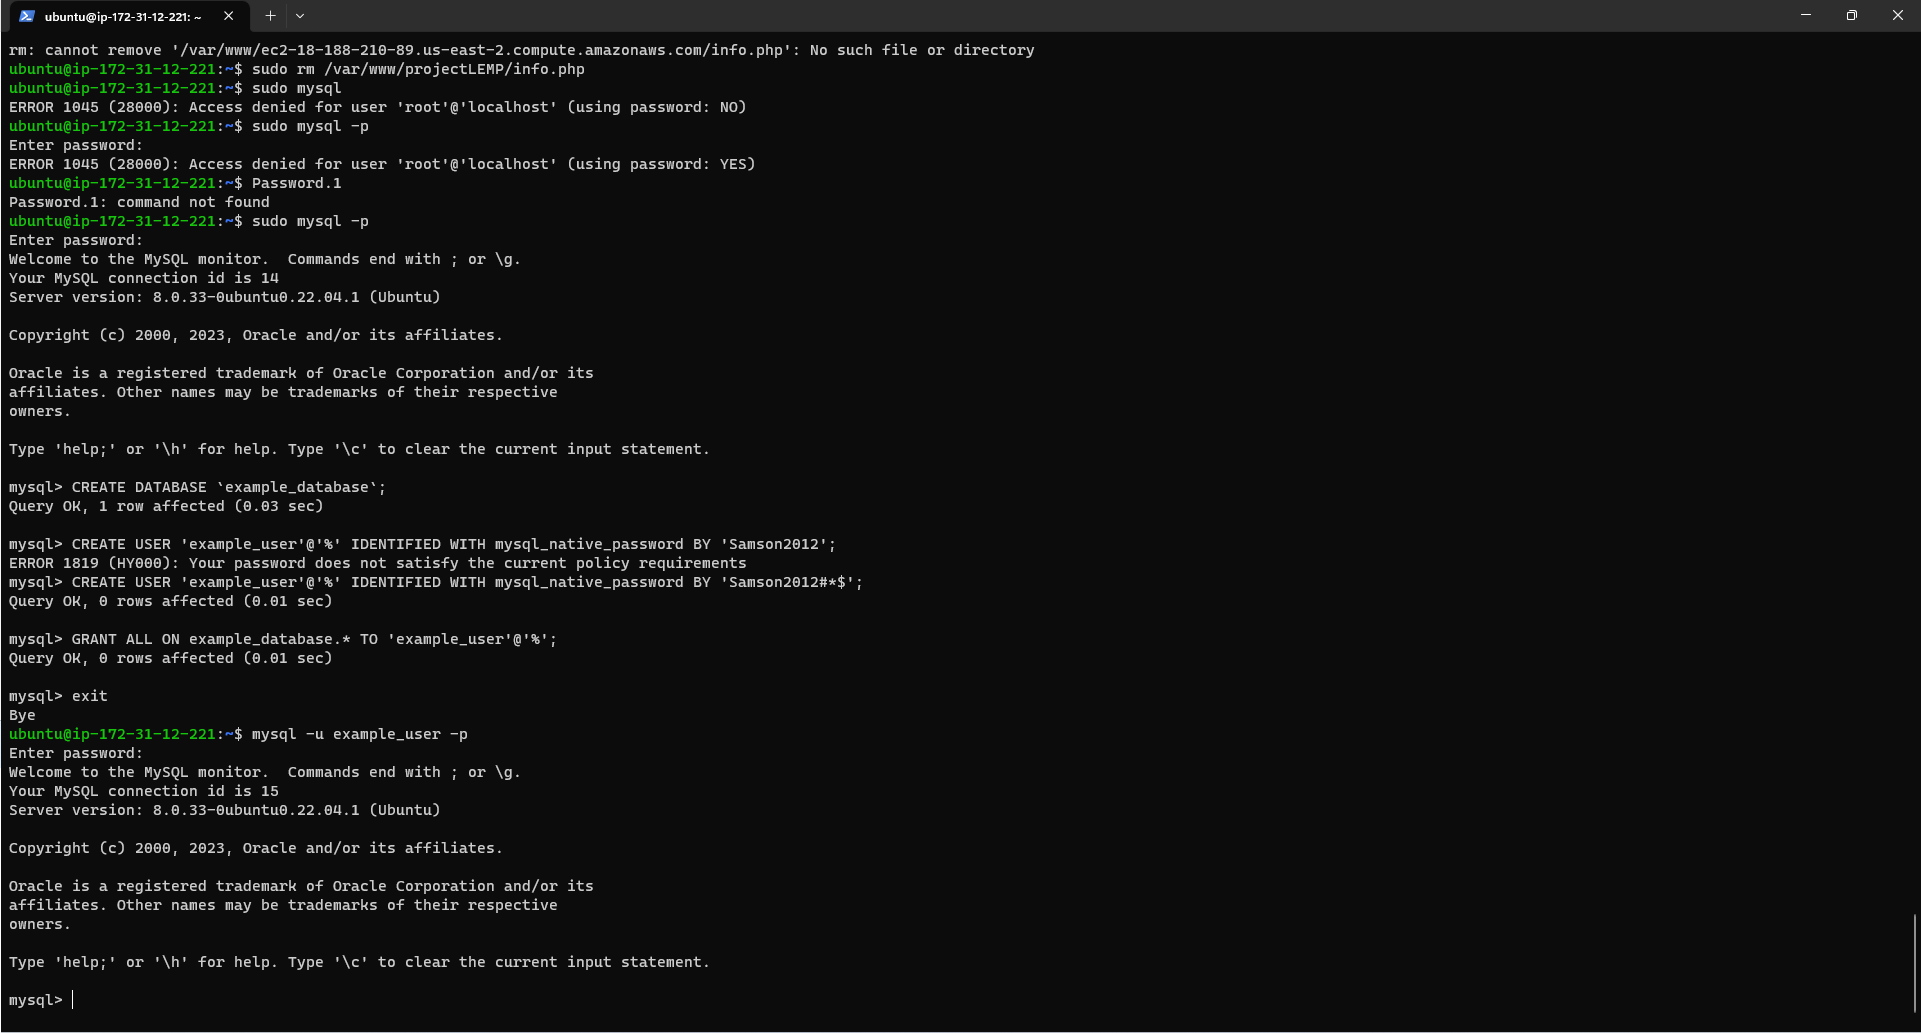 ubuntu@ip-172-31-12-221: ~
rm: cannot remove '/var/www/ec2-18-188-210-89.us-east-2.compute.amazonaws.com/info.php': No such file or directory
ubuntu@ip-172-31-12-221:~$ sudo rm /var/www/projectLEMP/info.php
ubuntu@ip-172-31-12-221:~$ sudo mysql
ERROR 1045 (28000): Access denied for user 'root'@'localhost' (using password: NO)
ubuntu@ip-172-31-12-221:~$ sudo mysql -p
Enter password:
ERROR 1045 (28000): Access denied for user 'root'@'localhost' (using password: YES)
ubuntu@ip-172-31-12-221:~$ Password.1
Password.1: command not found
ubuntu@ip-172-31-12-221:~$ sudo mysql -p
Enter password:
Welcome to the MySQL monitor.  Commands end with ; or \g.
Your MySQL connection id is 14
Server version: 8.0.33-0ubuntu0.22.04.1 (Ubuntu)

Copyright (c) 2000, 2023, Oracle and/or its affiliates.

Oracle is a registered trademark of Oracle Corporation and/or its
affiliates. Other names may be trademarks of their respective
owners.

Type 'help;' or '\h' for help. Type '\c' to clear the current input statement.

mysql> CREATE DATABASE `example_database`;
Query OK, 1 row affected (0.03 sec)

mysql> CREATE USER 'example_user'@'%' IDENTIFIED WITH mysql_native_password BY 'Samson2012';
ERROR 1819 (HY000): Your password does not satisfy the current policy requirements
mysql> CREATE USER 'example_user'@'%' IDENTIFIED WITH mysql_native_password BY 'Samson2012#*$';
Query OK, 0 rows affected (0.01 sec)

mysql> GRANT ALL ON example_database.* TO 'example_user'@'%';
Query OK, 0 rows affected (0.01 sec)

mysql> exit
Bye
ubuntu@ip-172-31-12-221:~$ mysql -u example_user -p
Enter password:
Welcome to the MySQL monitor.  Commands end with ; or \g.
Your MySQL connection id is 15
Server version: 8.0.33-0ubuntu0.22.04.1 (Ubuntu)

Copyright (c) 2000, 2023, Oracle and/or its affiliates.

Oracle is a registered trademark of Oracle Corporation and/or its
affiliates. Other names may be trademarks of their respective
owners.

Type 'help;' or '\h' for help. Type '\c' to clear the current input statement.

mysql>